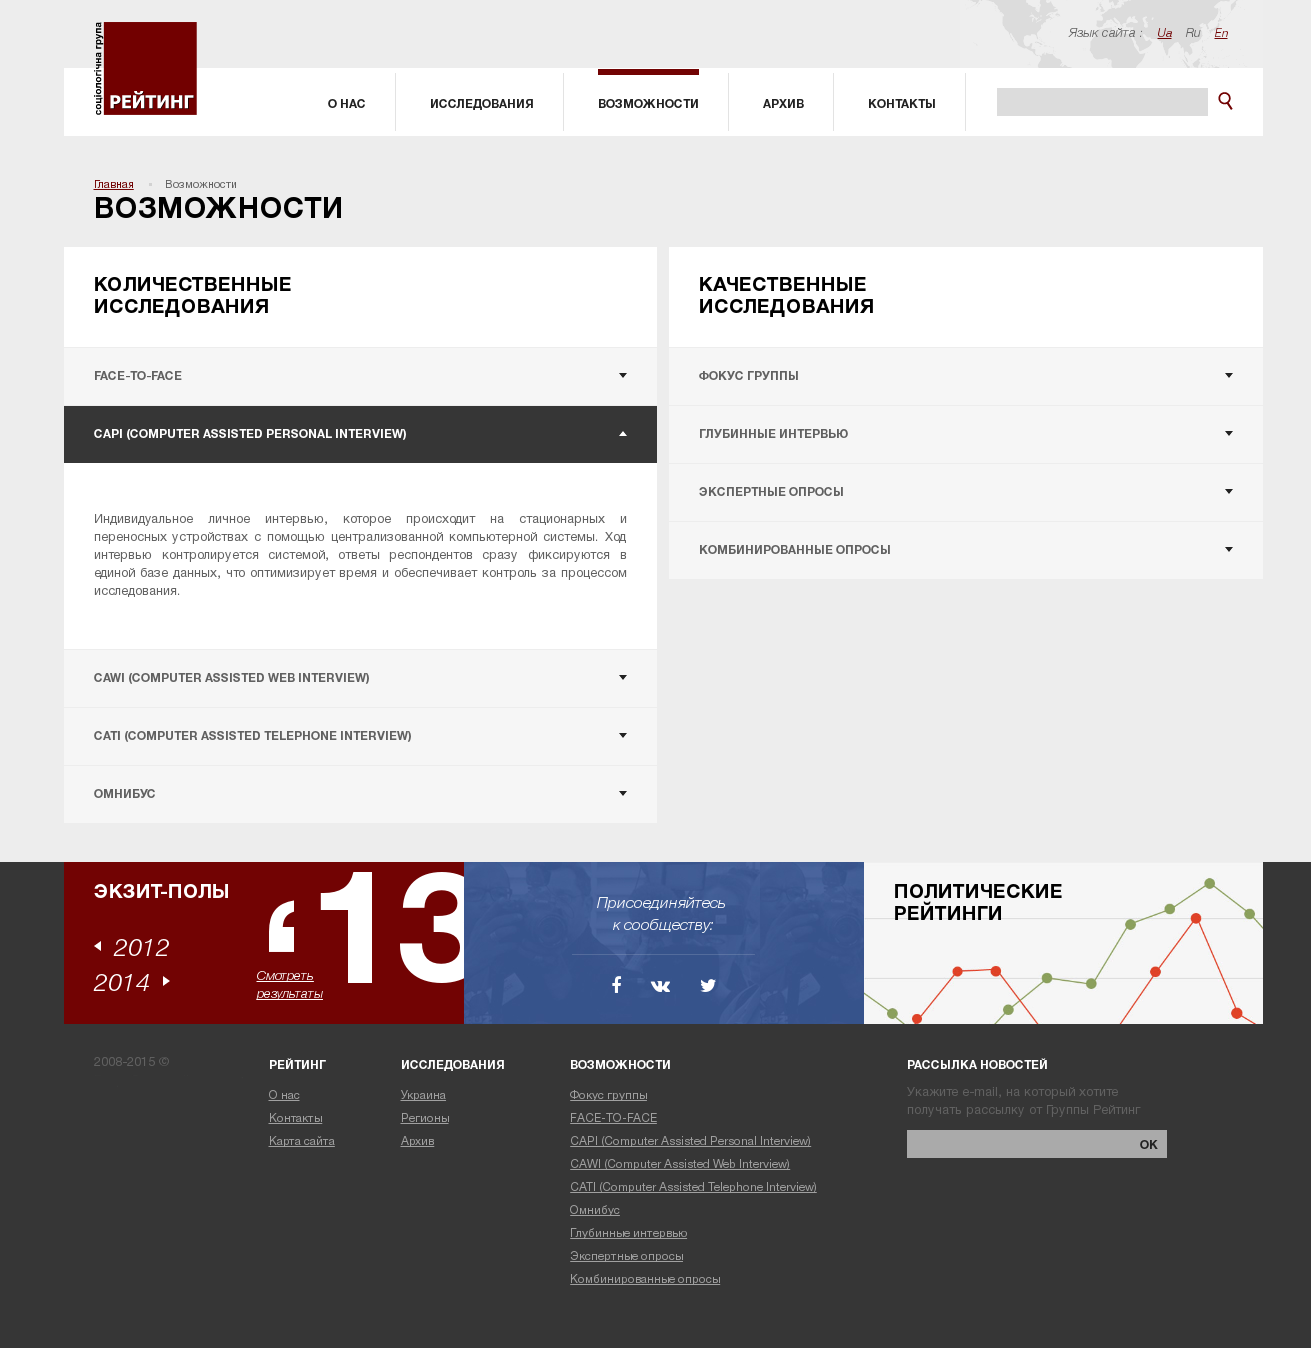 Язык сайта : Ua Ru En
соціологічна група
РЕЙТИНГ
О НАС
ИССЛЕДОВАНИЯ
ВОЗМОЖНОСТИ
АРХИВ
КОНТАКТЫ
Главная
Возможности
ВОЗМОЖНОСТИ
КОЛИЧЕСТВЕННЫЕ
ИССЛЕДОВАНИЯ
FACE-TO-FACE
CAPI (COMPUTER ASSISTED PERSONAL INTERVIEW)
Индивидуальное личное интервью, которое происходит на стационарных и
переносных устройствах с помощью централизованной компьютерной системы. Ход
интервью контролируется системой, ответы респондентов сразу фиксируются в
единой базе данных, что оптимизирует время и обеспечивает контроль за процессом
исследования.
CAWI (COMPUTER ASSISTED WEB INTERVIEW)
CATI (COMPUTER ASSISTED TELEPHONE INTERVIEW)
ОМНИБУС
КАЧЕСТВЕННЫЕ
ИССЛЕДОВАНИЯ
ФОКУС ГРУППЫ
ГЛУБИННЫЕ ИНТЕРВЬЮ
ЭКСПЕРТНЫЕ ОПРОСЫ
КОМБИНИРОВАННЫЕ ОПРОСЫ
ЭКЗИТ-ПОЛЫ
2012
2014
‘13
Смотреть
результаты
Присоединяйтесь
к сообществу:
ПОЛИТИЧЕСКИЕ
РЕЙТИНГИ
2008-2015 ©
РЕЙТИНГ
О нас
Контакты
Карта сайта
ИССЛЕДОВАНИЯ
Украина
Регионы
Архив
ВОЗМОЖНОСТИ
Фокус группы
FACE-TO-FACE
CAPI (Computer Assisted Personal Interview)
CAWI (Computer Assisted Web Interview)
CATI (Computer Assisted Telephone Interview)
Омнибус
Глубинные интервью
Экспертные опросы
Комбинированные опросы
РАССЫЛКА НОВОСТЕЙ
Укажите e-mail, на который хотите
получать рассылку от Группы Рейтинг
OK